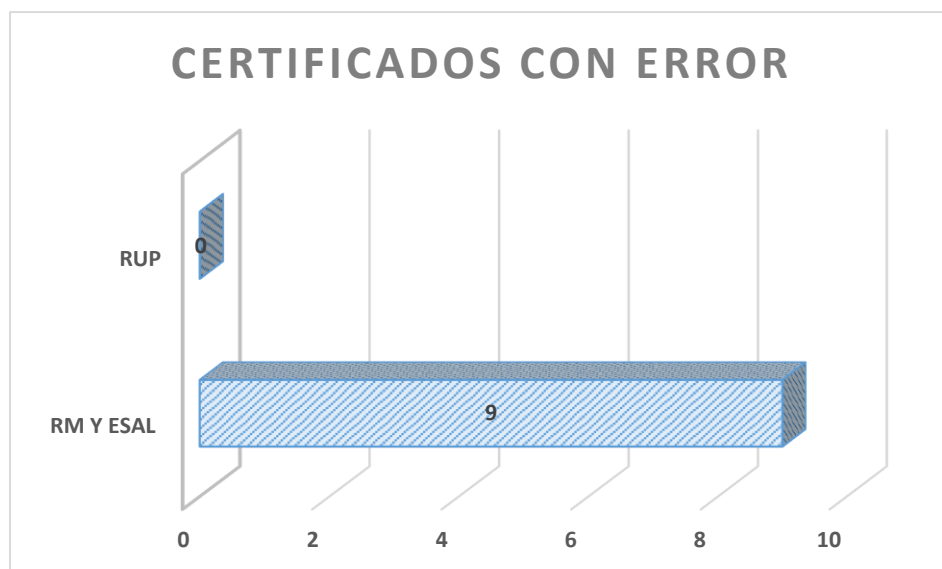 CERTIFICADOS CON ERROR
RUP
0
RM Y ESAL
9
0 2 4 6 8 10